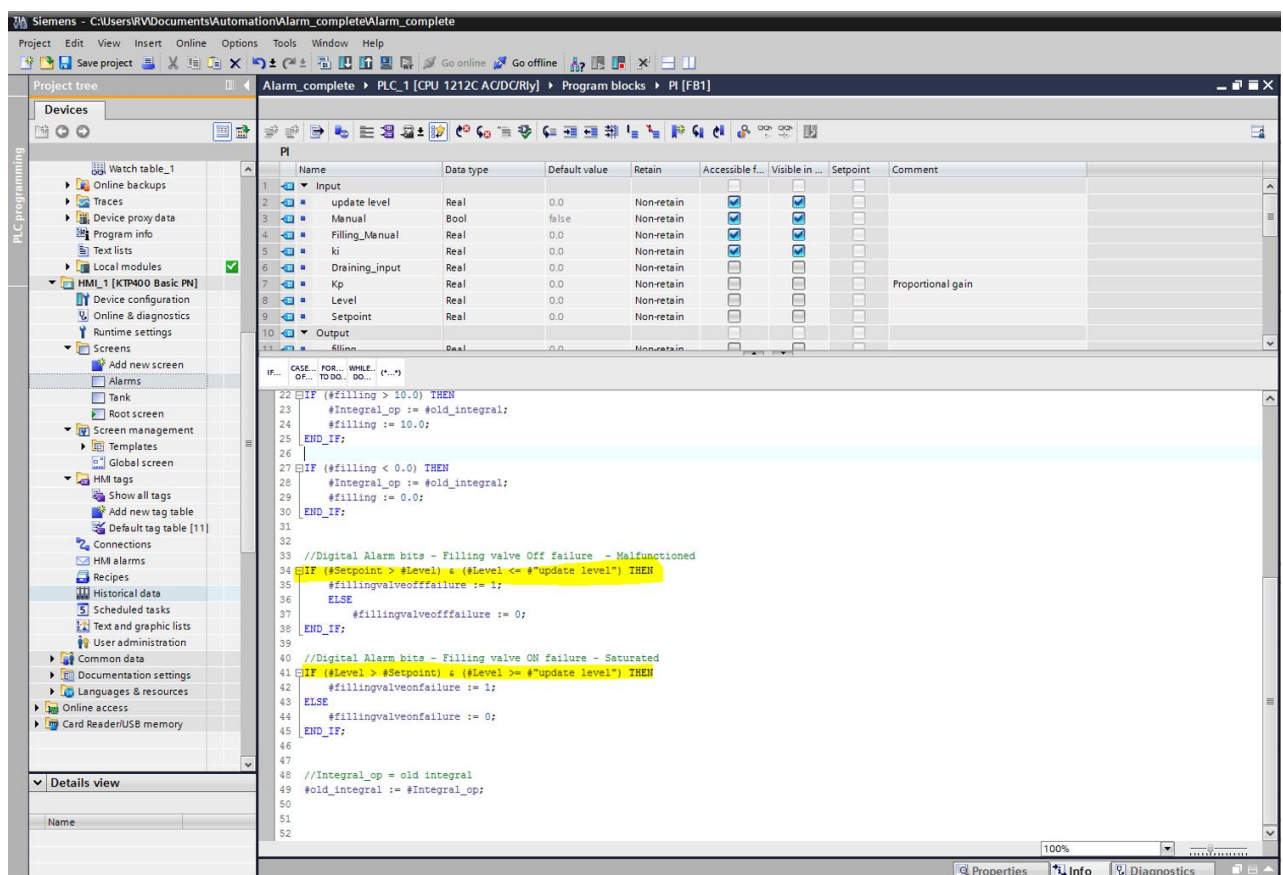 Siemens - C:\Users\RV\Documents\Automation\Alarm_complete\Alarm_complete
Project Edit View Insert Online Options Tools Window Help
Save project Go online Go offline
Project tree
Alarm_complete PLC_1 [CPU 1212C AC/DC/Rly] Program blocks PI [FB1]
Devices
PLC programming
Watch table_1
Online backups
Traces
Device proxy data
Program info
Text lists
Local modules
HMI_1 [KTP400 Basic PN]
Device configuration
Online & diagnostics
Runtime settings
Screens
Add new screen
Alarms
Tank
Root screen
Screen management
Templates
Global screen
HMI tags
Show all tags
Add new tag table
Default tag table [11]
Connections
HMI alarms
Recipes
Historical data
Scheduled tasks
Text and graphic lists
User administration
Common data
Documentation settings
Languages & resources
Online access
Card Reader/USB memory
Details view
Name
PI
Name Data type Default value Retain Accessible f... Visible in ... Setpoint Comment
1 Input
2 update level Real 0.0 Non-retain
3 Manual Bool false Non-retain
4 Filling_Manual Real 0.0 Non-retain
5 ki Real 0.0 Non-retain
6 Draining_input Real 0.0 Non-retain
7 Kp Real 0.0 Non-retain Proportional gain
8 Level Real 0.0 Non-retain
9 Setpoint Real 0.0 Non-retain
10 Output
11 filling Real 0.0 Non-retain
IF... CASE... OF... FOR... TO DO... WHILE... DO... (*...*)
22 IF (#filling > 10.0) THEN
23 #Integral_op := #old_integral;
24 #filling := 10.0;
25 END_IF;
26
27 IF (#filling < 0.0) THEN
28 #Integral_op := #old_integral;
29 #filling := 0.0;
30 END_IF;
31
32
33 //Digital Alarm bits - Filling valve Off failure - Malfunctioned
34 IF (#Setpoint > #Level) & (#Level <= #"update level") THEN
35 #fillingvalveofffailure := 1;
36 ELSE
37 #fillingvalveofffailure := 0;
38 END_IF;
39
40 //Digital Alarm bits - Filling valve ON failure - Saturated
41 IF (#Level > #Setpoint) & (#Level >= #"update level") THEN
42 #fillingvalveonfailure := 1;
43 ELSE
44 #fillingvalveonfailure := 0;
45 END_IF;
46
47
48 //Integral_op = old integral
49 #old_integral := #Integral_op;
50
51
52
100%
Properties Info Diagnostics